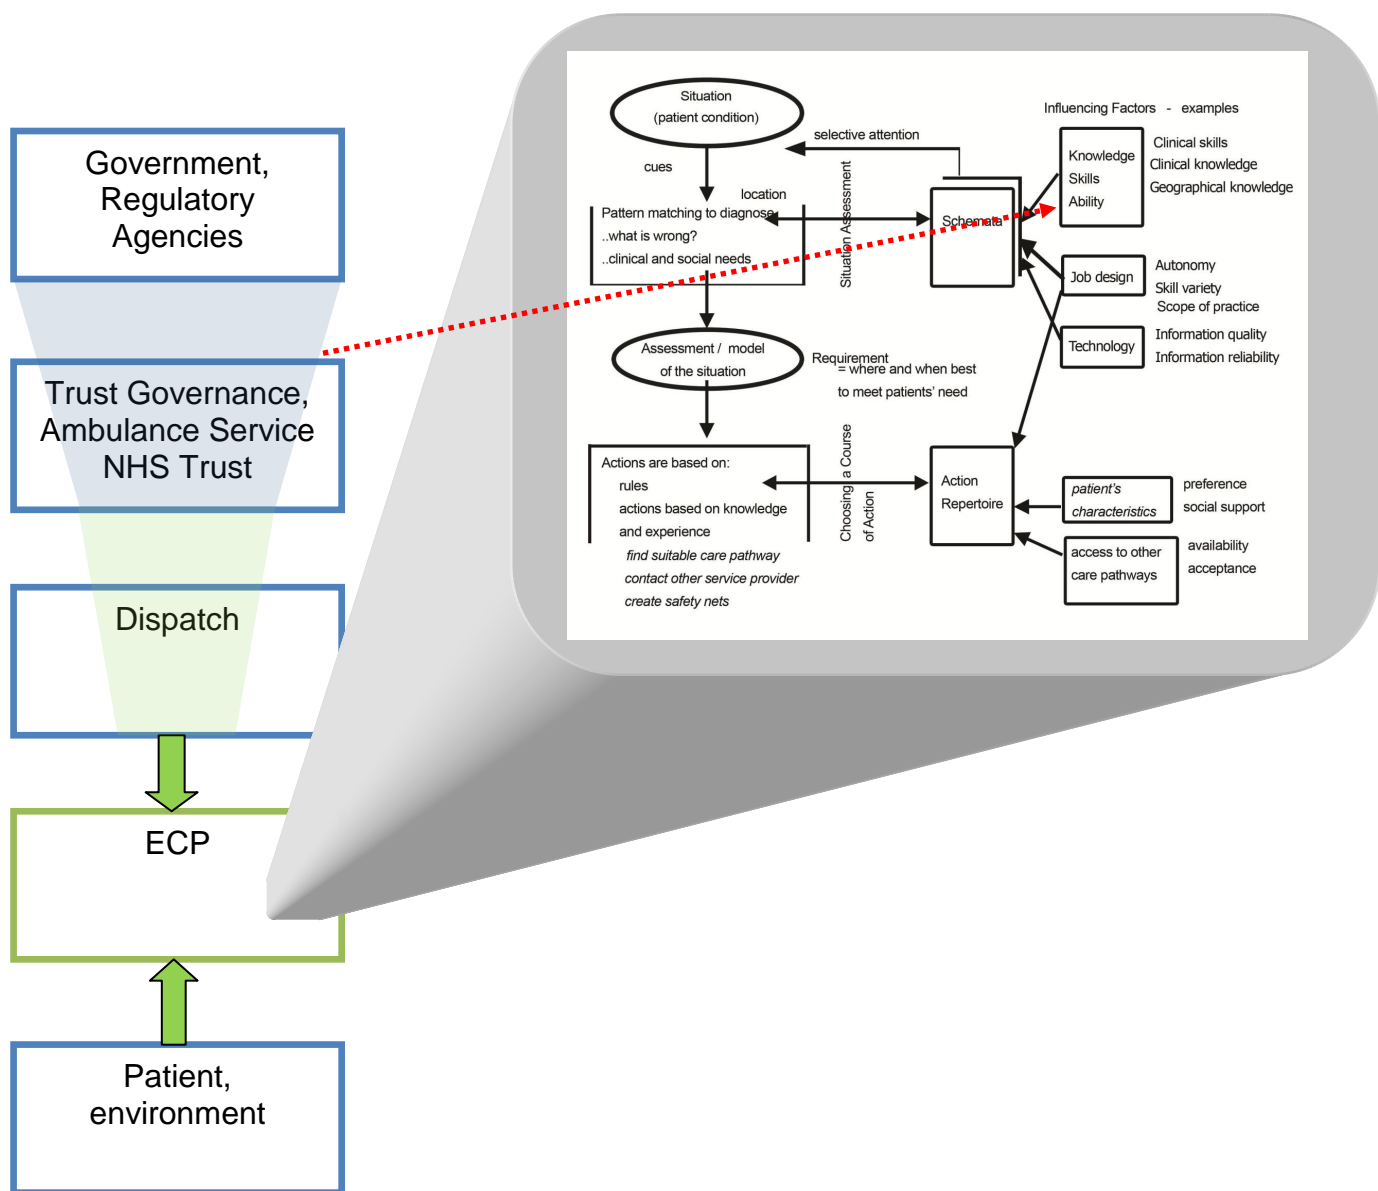 Government,
Regulatory
Agencies
Trust Governance,
Ambulance Service
NHS Trust
Dispatch
ECP
Patient,
environment
Situation
(patient condition)
cues
selective attention
location
Pattern matching to diagnose
..what is wrong?
..clinical and social needs
Situation Assessment
Schemata
Influencing Factors - examples
Knowledge
Skills
Ability
Clinical skills
Clinical knowledge
Geographical knowledge
Job design
Autonomy
Skill variety
Scope of practice
Technology
Information quality
Information reliability
Assessment / model
of the situation
Requirement
= where and when best
to meet patients' need
Actions are based on:
rules
actions based on knowledge
and experience
find suitable care pathway
contact other service provider
create safety nets
Choosing a Course
of Action
Action
Repertoire
patient's
characteristics
preference
social support
access to other
care pathways
availability
acceptance